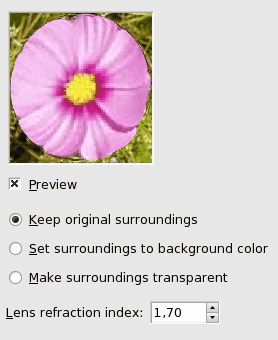 Preview
Keep original surroundings
Set surroundings to background color
Make surroundings transparent
Lens refraction index: 1,70